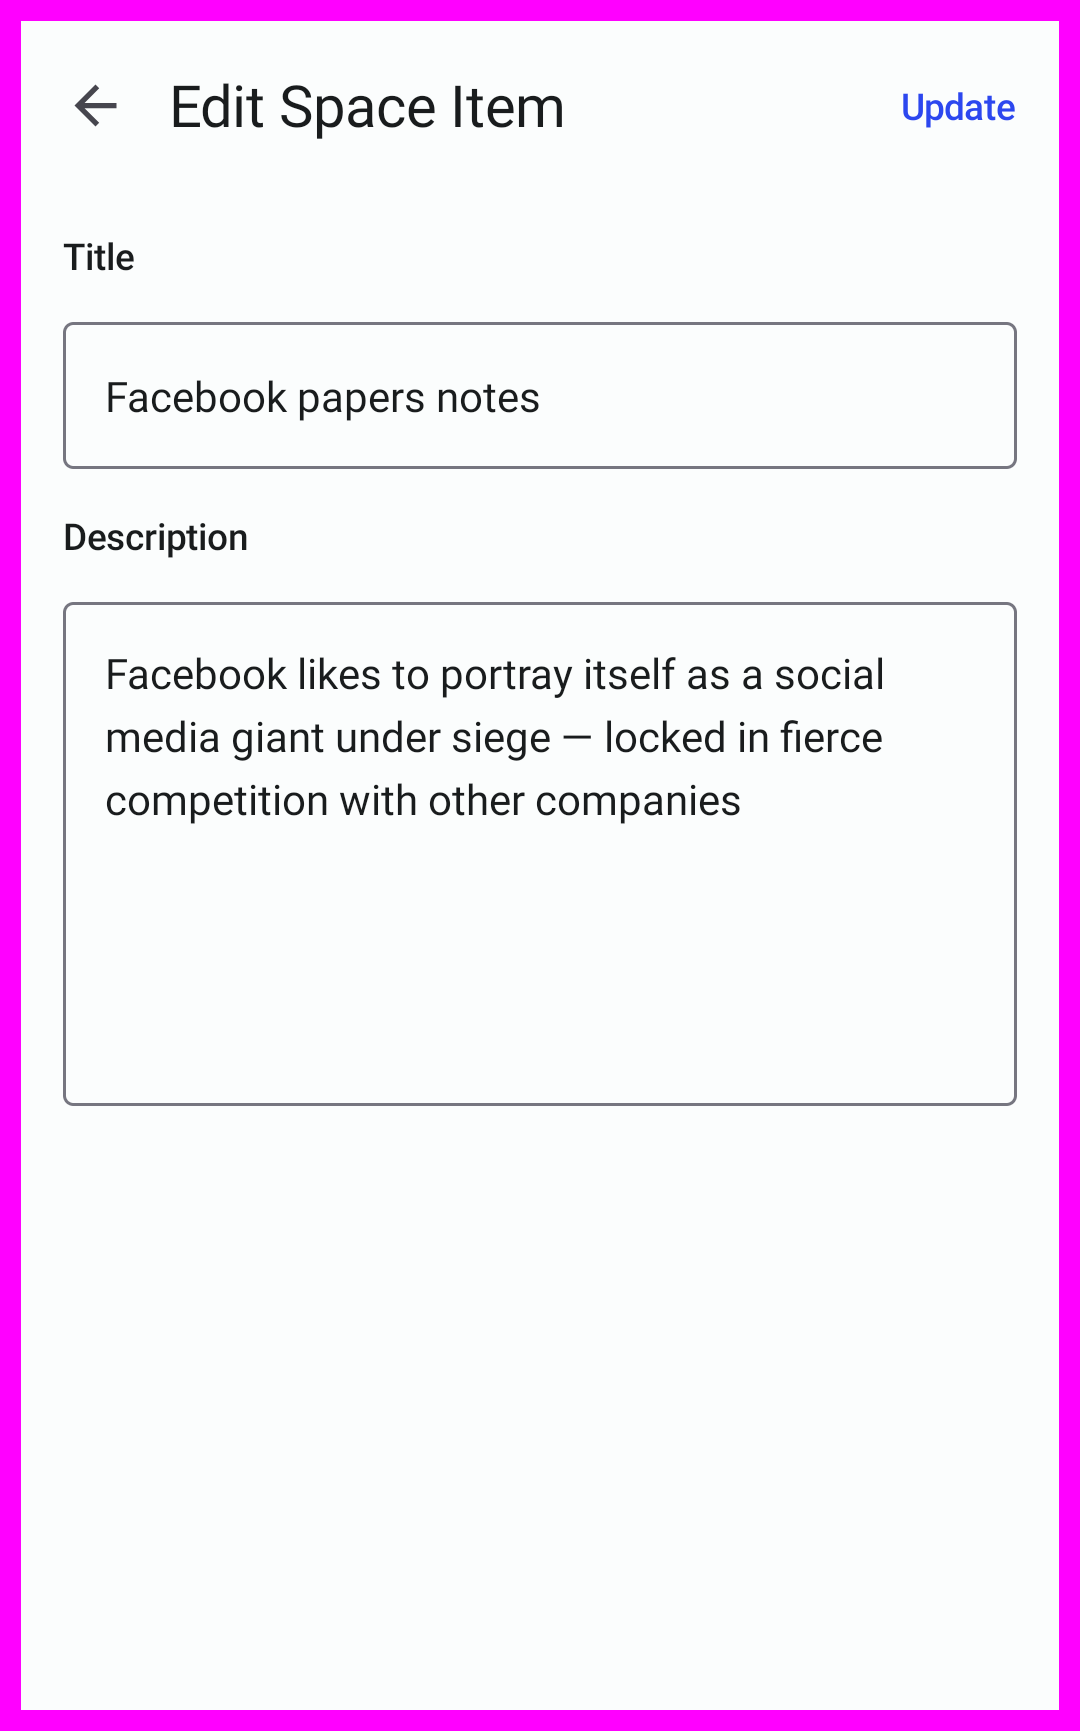 Edit Space Item
Update
Title
Facebook papers notes
Description
Facebook likes to portray itself as a social
media giant under siege — locked in fierce
competition with other companies